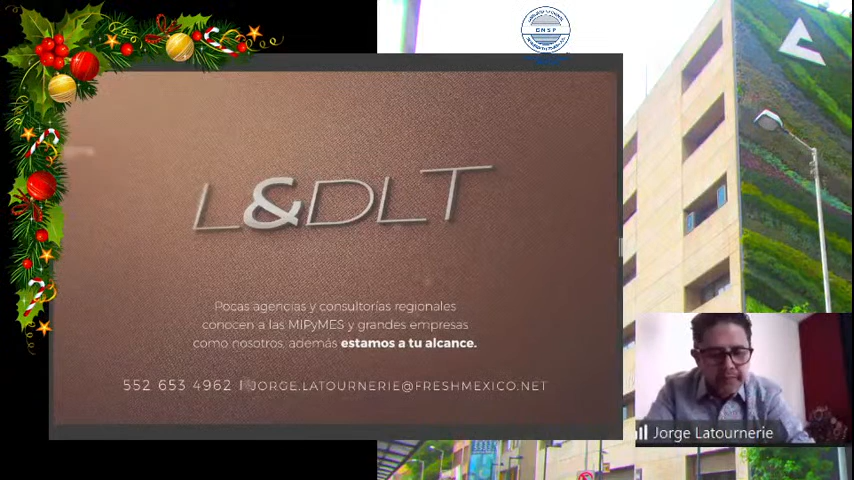 CNSF
L&DLT
Pocas agencias y consultorías regionales
conocen a las MIPyMES y grandes empresas
como nosotros, además estamos a tu alcance.
552 653 4962 | JORGE.LATOURNERIE@FRESHMEXICO.NET
Jorge Latournerie